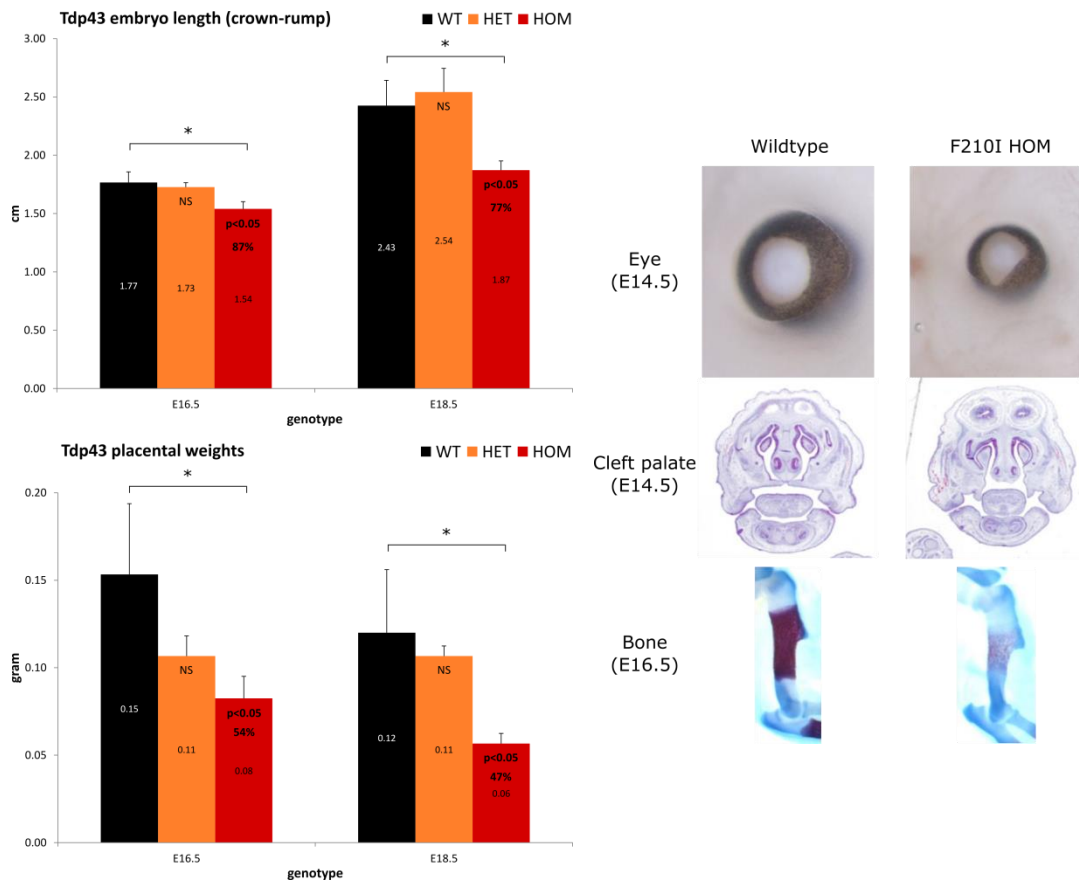 Tdp43 embryo length (crown-rump)
WT HET HOM
3.00
2.50
2.00
1.50
1.00
0.50
0.00
cm
*
*
NS
p<0.05
87%
1.77
1.73
1.54
NS
p<0.05
77%
2.43
2.54
1.87
E16.5
E18.5
genotype
Tdp43 placental weights
WT HET HOM
0.20
0.15
0.10
0.05
0.00
gram
*
*
NS
p<0.05
54%
0.15
0.11
0.08
NS
p<0.05
47%
0.12
0.11
0.06
E16.5
E18.5
genotype
Wildtype
F210I HOM
Eye
(E14.5)
Cleft palate
(E14.5)
Bone
(E16.5)